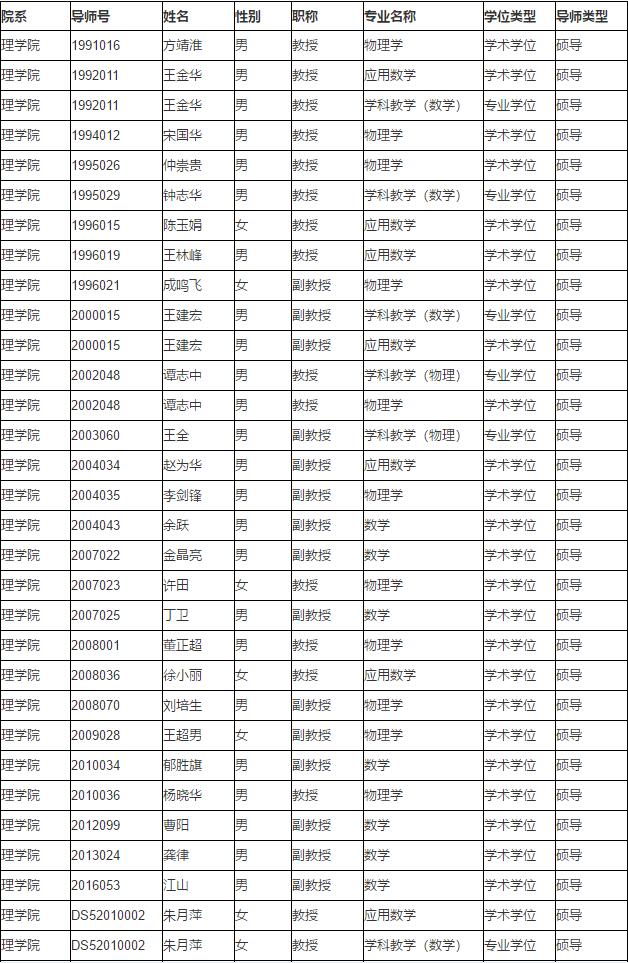 院系 导师号 姓名 性别 职称 专业名称 学位类型 导师类型
理学院 1991016 方靖淮 男 教授 物理学 学术学位 硕导
理学院 1992011 王金华 男 教授 应用数学 学术学位 硕导
理学院 1992011 王金华 男 教授 学科教学（数学） 专业学位 硕导
理学院 1994012 宋国华 男 教授 物理学 学术学位 硕导
理学院 1995026 仲崇贵 男 教授 物理学 学术学位 硕导
理学院 1995029 钟志华 男 教授 学科教学（数学） 专业学位 硕导
理学院 1996015 陈玉娟 女 教授 应用数学 学术学位 硕导
理学院 1996019 王林峰 男 教授 应用数学 学术学位 硕导
理学院 1996021 成鸣飞 女 副教授 物理学 学术学位 硕导
理学院 2000015 王建宏 男 副教授 学科教学（数学） 专业学位 硕导
理学院 2000015 王建宏 男 副教授 应用数学 学术学位 硕导
理学院 2002048 谭志中 男 教授 学科教学（物理） 专业学位 硕导
理学院 2002048 谭志中 男 教授 物理学 学术学位 硕导
理学院 2003060 王全 男 副教授 学科教学（物理） 专业学位 硕导
理学院 2004034 赵为华 男 副教授 应用数学 学术学位 硕导
理学院 2004035 李剑锋 男 副教授 物理学 学术学位 硕导
理学院 2004043 余跃 男 副教授 数学 学术学位 硕导
理学院 2007022 金晶亮 男 副教授 数学 学术学位 硕导
理学院 2007023 许田 女 教授 物理学 学术学位 硕导
理学院 2007025 丁卫 男 副教授 数学 学术学位 硕导
理学院 2008001 董正超 男 教授 物理学 学术学位 硕导
理学院 2008036 徐小丽 女 教授 应用数学 学术学位 硕导
理学院 2008070 刘培生 男 副教授 物理学 学术学位 硕导
理学院 2009028 王超男 女 副教授 物理学 学术学位 硕导
理学院 2010034 郁胜旗 男 副教授 数学 学术学位 硕导
理学院 2010036 杨晓华 男 教授 物理学 学术学位 硕导
理学院 2012099 曹阳 男 副教授 数学 学术学位 硕导
理学院 2013024 龚律 男 副教授 数学 学术学位 硕导
理学院 2016053 江山 男 副教授 数学 学术学位 硕导
理学院 DS52010002 朱月萍 女 教授 应用数学 学术学位 硕导
理学院 DS52010002 朱月萍 女 教授 学科教学（数学） 专业学位 硕导